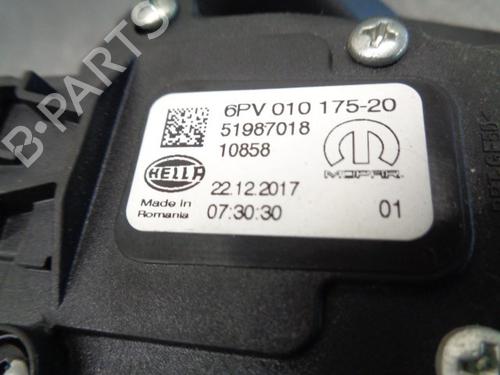 6PV 010 175-20
51987018
10858
HELLA
MOPAR.
22.12.2017
Made in
Romania
07:30:30
01
B-PARTS